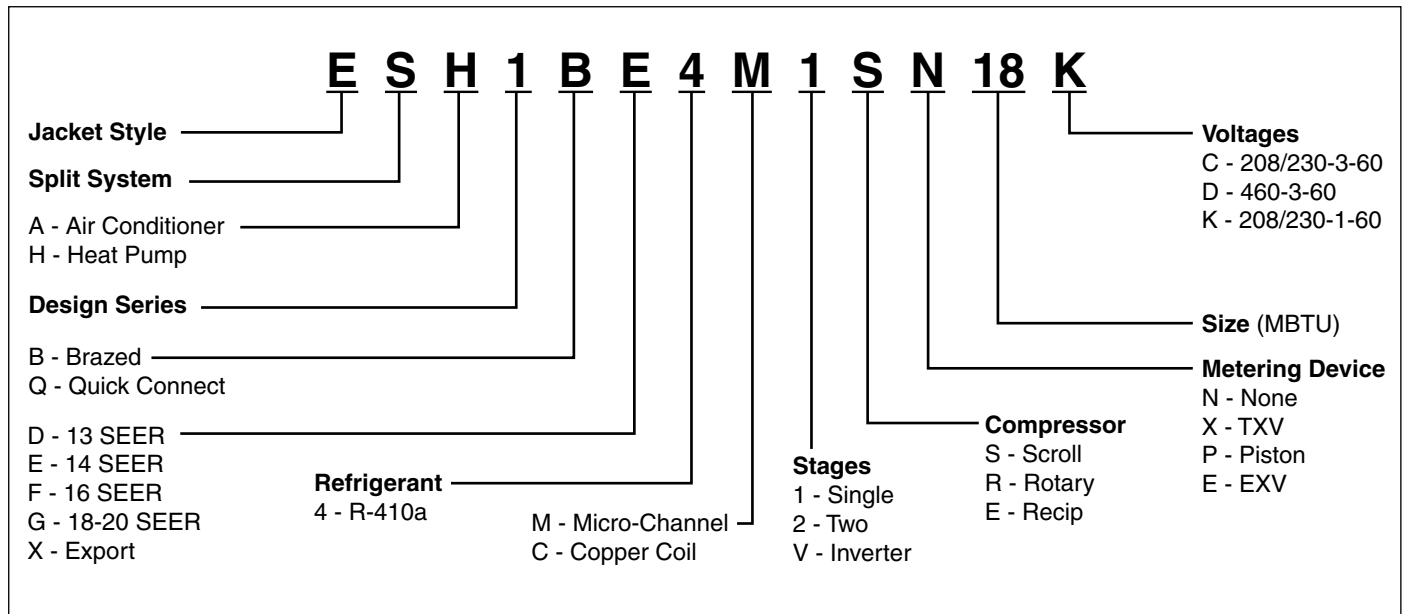 E S H 1 B E 4 M 1 S N 18 K
Jacket Style
Split System
A - Air Conditioner
H - Heat Pump
Design Series
B - Brazed
Q - Quick Connect
D - 13 SEER
E - 14 SEER
F - 16 SEER
G - 18-20 SEER
X - Export
Refrigerant
4 - R-410a
M - Micro-Channel
C - Copper Coil
Stages
1 - Single
2 - Two
V - Inverter
Compressor
S - Scroll
R - Rotary
E - Recip
Metering Device
N - None
X - TXV
P - Piston
E - EXV
Size (MBTU)
Voltages
C - 208/230-3-60
D - 460-3-60
K - 208/230-1-60